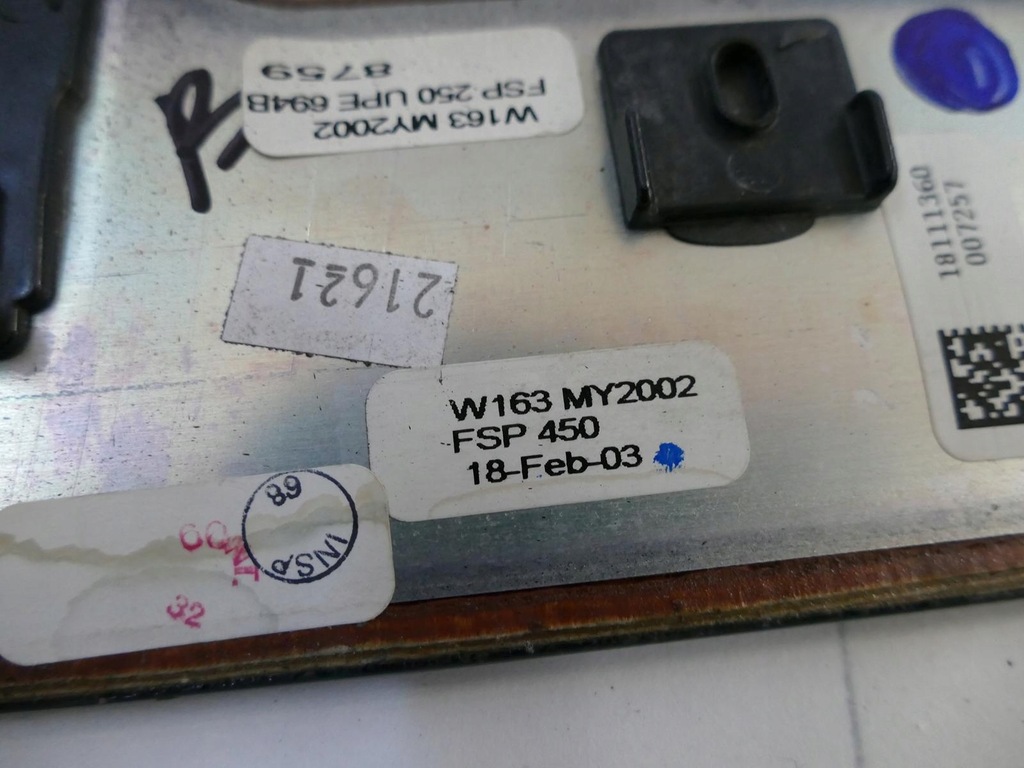 W163 MY2002
FSP 250 UPE 694B
8759
18111360
007257
21621
W163 MY2002
FSP 450
18-Feb-03
89
INSP
CONT.
32